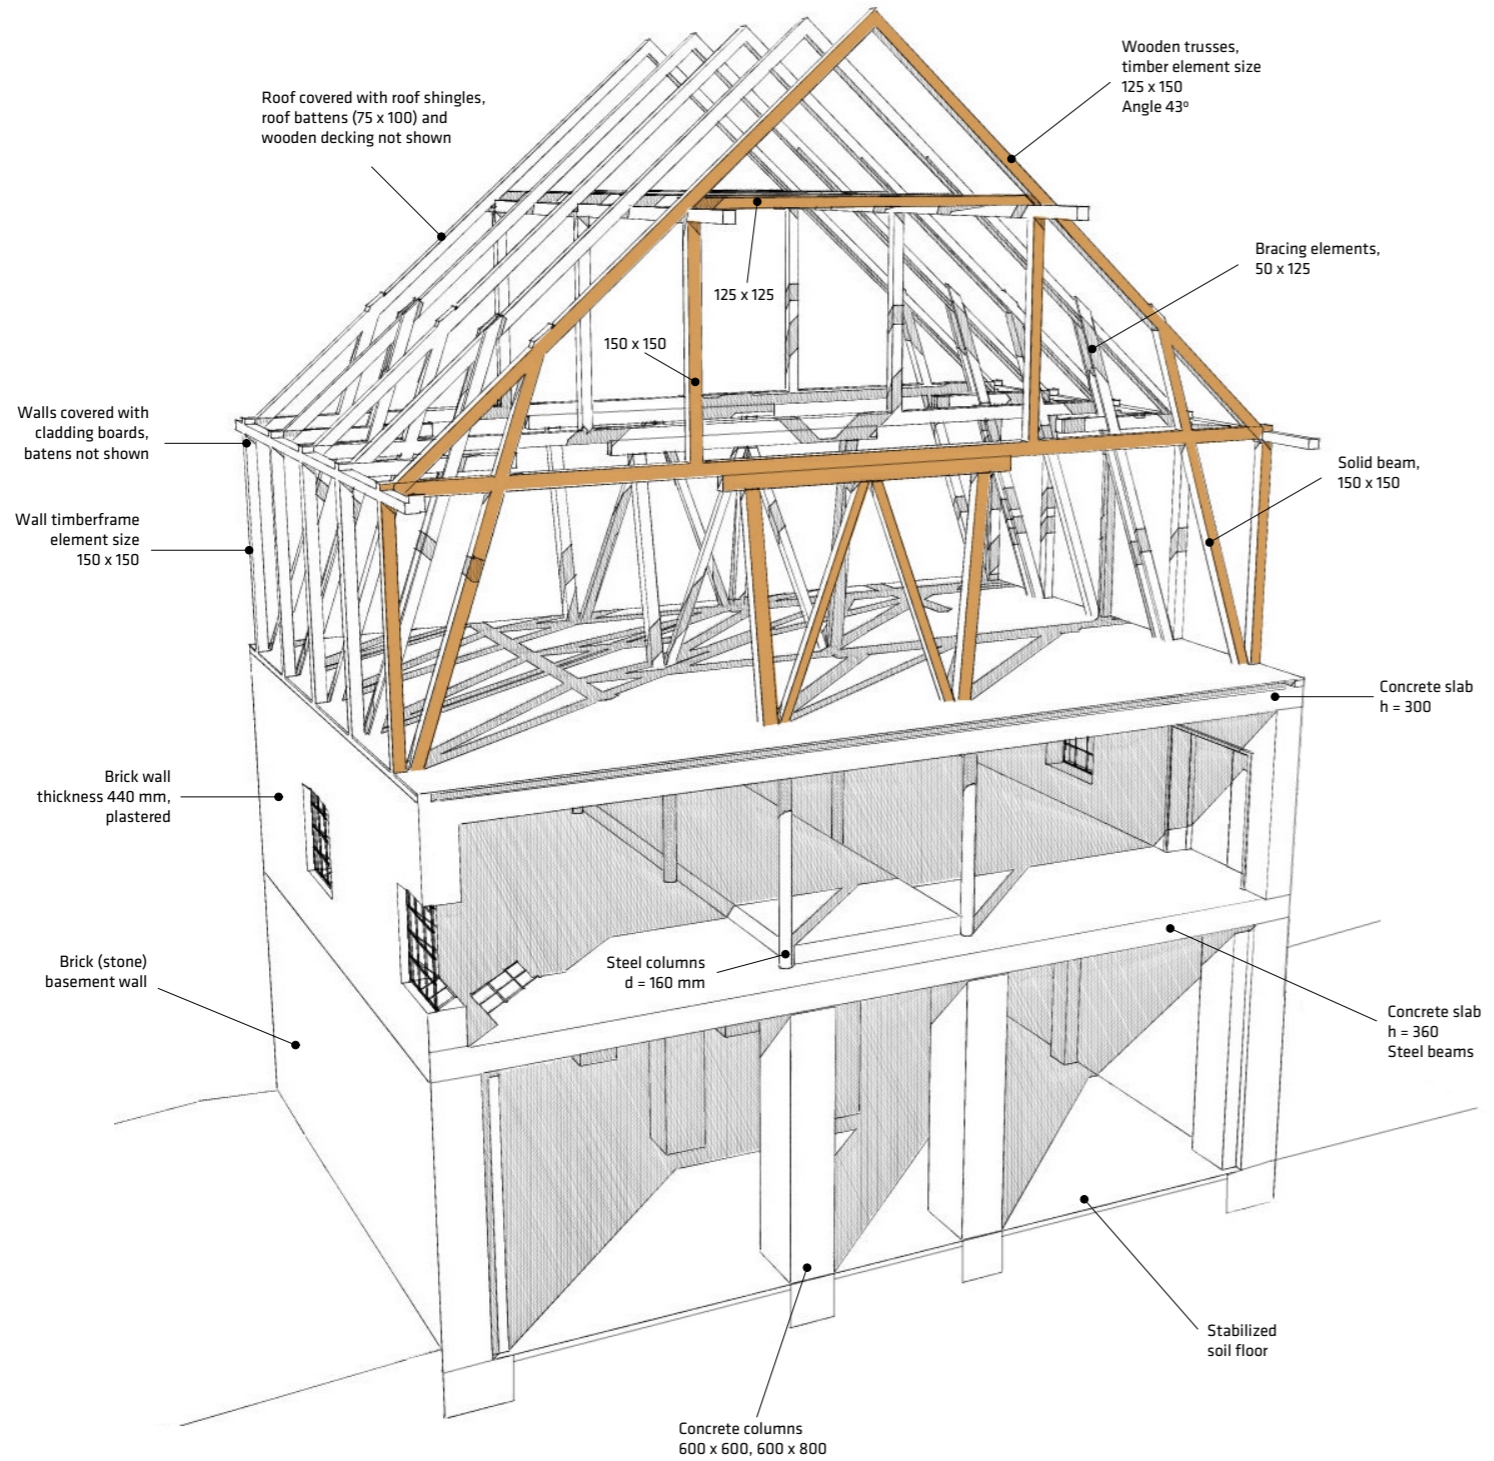 Wooden trusses,
timber element size
125 x 150
Angle 43º
Roof covered with roof shingles,
roof battens (75 x 100) and
wooden decking not shown
Bracing elements,
50 x 125
125 x 125
150 x 150
Walls covered with
cladding boards,
batens not shown
Solid beam,
150 x 150
Wall timberframe
element size
150 x 150
Concrete slab
h = 300
Brick wall
thickness 440 mm,
plastered
Brick (stone)
basement wall
Steel columns
d = 160 mm
Concrete slab
h = 360
Steel beams
Stabilized
soil floor
Concrete columns
600 x 600, 600 x 800